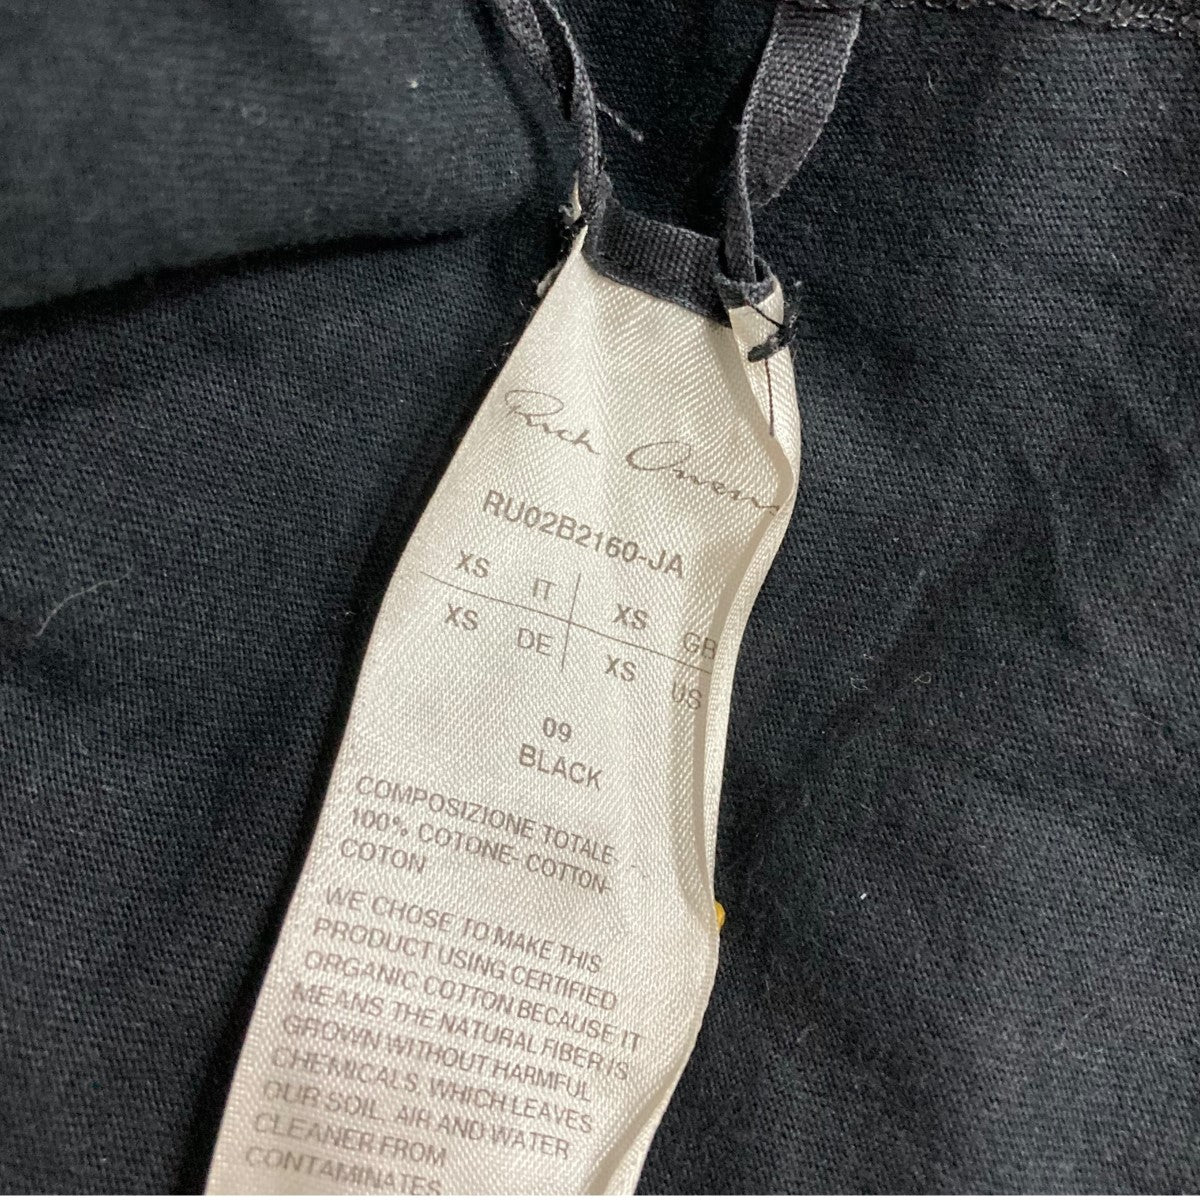 Rick Owens
RU02B2160-JA
XS IT XS GR
XS DE XS US
09
BLACK
COMPOSIZIONE TOTALE
100% COTONE- COTTON-
COTON
WE CHOSE TO MAKE THIS
PRODUCT USING CERTIFIED
ORGANIC COTTON BECAUSE IT
MEANS THE NATURAL FIBER IS
GROWN WITHOUT HARMFUL
CHEMICALS, WHICH LEAVES
OUR SOIL, AIR AND WATER
CLEANER FROM
CONTAMINATES